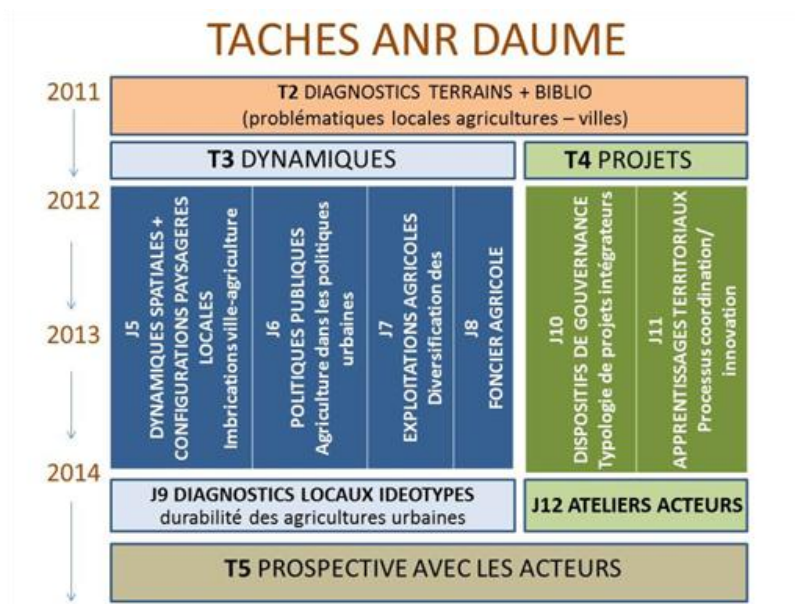 TACHES ANR DAUME
2011
T2 DIAGNOSTICS TERRAINS + BIBLIO
(problématiques locales agricultures – villes)
T3 DYNAMIQUES
T4 PROJETS
2012
2013
2014
J5
DYNAMIQUES SPATIALES +
CONFIGURATIONS PAYSAGERES
LOCALES
Imbrications ville-agriculture
J6
POLITIQUES PUBLIQUES
Agriculture dans les politiques
urbaines
J7
EXPLOITATIONS AGRICOLES
Diversification des
J8
FONCIER AGRICOLE
J10
DISPOSITIFS DE GOUVERNANCE
Typologie de projets intégrateurs
J11
APPRENTISSAGES TERRITORIAUX
Processus coordination/
innovation
J9 DIAGNOSTICS LOCAUX IDEOTYPES
durabilité des agricultures urbaines
J12 ATELIERS ACTEURS
T5 PROSPECTIVE AVEC LES ACTEURS